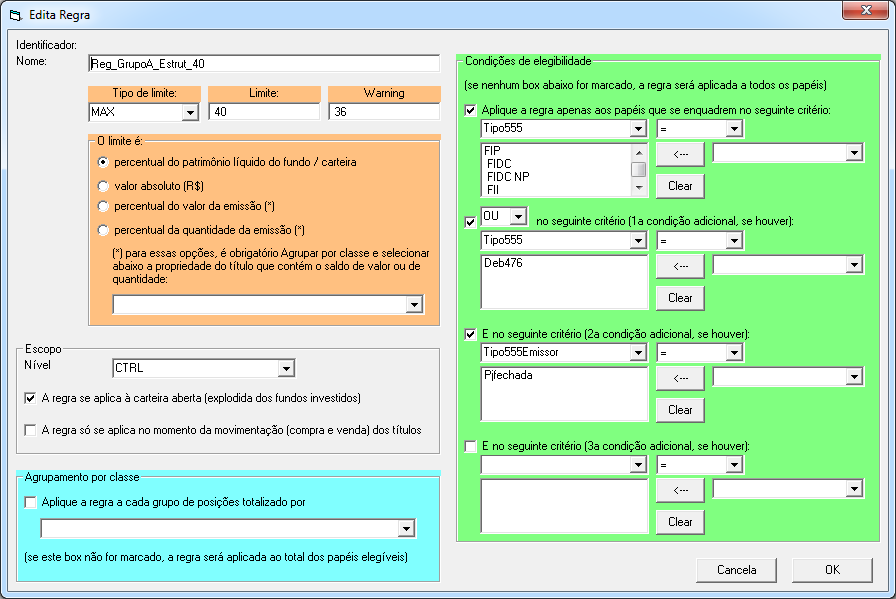 Edita Regra
Identificador:
Nome:
Reg_GrupoA_Estrut_40
Tipo de limite:
Limite:
Warning
MAX
40
36
O limite é:
percentual do patrimônio líquido do fundo / carteira
valor absoluto (R$)
percentual do valor da emissão (*)
percentual da quantidade da emissão (*)
(*) para essas opções, é obrigatório Agrupar por classe e selecionar
abaixo a propriedade do título que contém o saldo de valor ou de
quantidade:
Escopo
Nível
CTRL
A regra se aplica à carteira aberta (explodida dos fundos investidos)
A regra só se aplica no momento da movimentação (compra e venda) dos títulos
Agrupamento por classe
Aplique a regra a cada grupo de posições totalizado por
(se este box não for marcado, a regra será aplicada ao total dos papéis elegíveis)
Condições de elegibilidade
(se nenhum box abaixo for marcado, a regra será aplicada a todos os papéis)
Aplique a regra apenas aos papéis que se enquadrem no seguinte critério:
Tipo555
=
FIP
FIDC
FIDC NP
FII
<---
Clear
OU
no seguinte critério (1a condição adicional, se houver):
Tipo555
=
Deb476
<---
Clear
E no seguinte critério (2a condição adicional, se houver):
Tipo555Emissor
=
Pjfechada
<---
Clear
E no seguinte critério (3a condição adicional, se houver):
=
<---
Clear
Cancela
OK